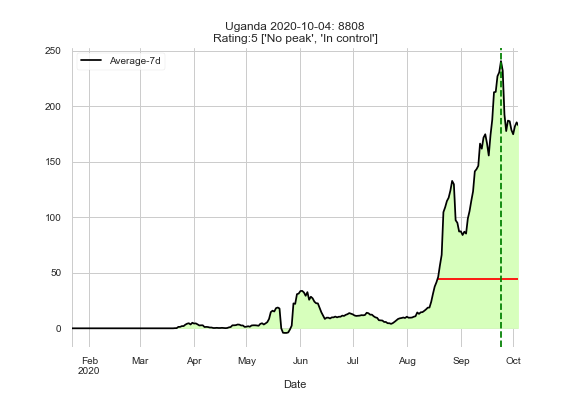 Uganda 2020-10-04: 8808
Rating:5 ['No peak', 'In control']
Average-7d
250
200
150
100
50
0
Feb Mar Apr May Jun Jul Aug Sep Oct
2020
Date